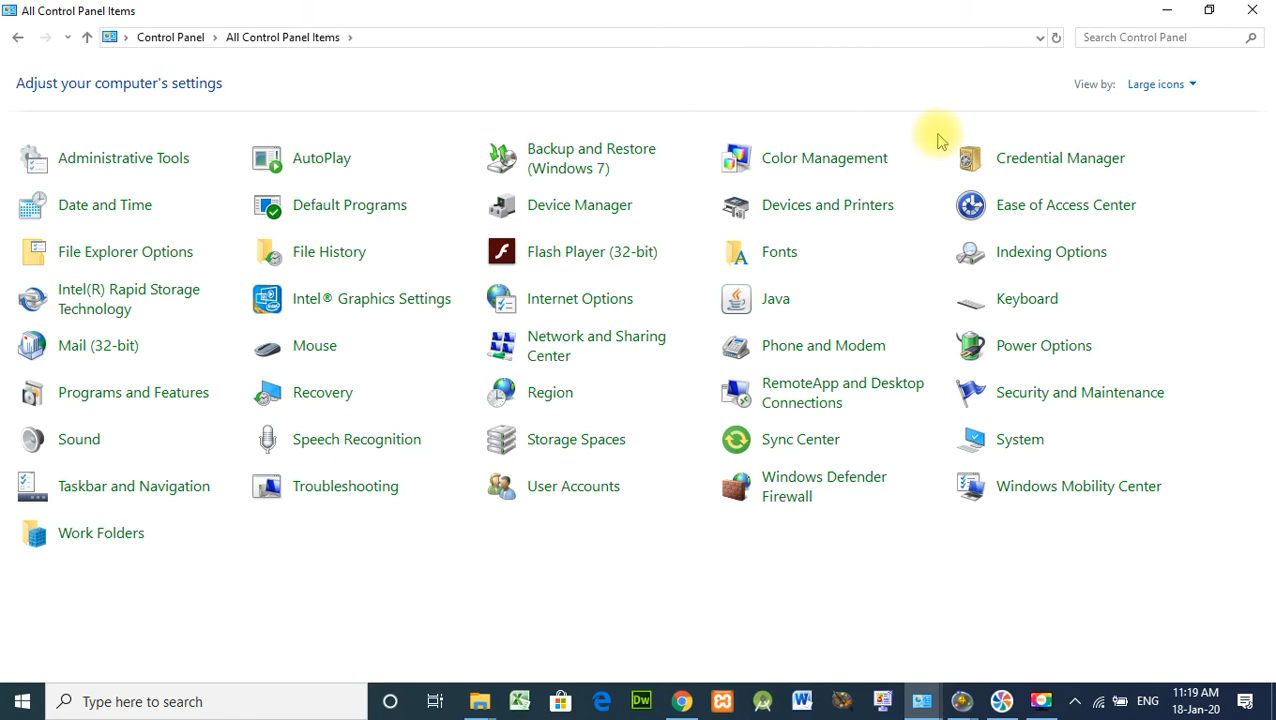 All Control Panel Items
Control Panel
All Control Panel Items
Search Control Panel
Adjust your computer's settings
View by:
Large icons
Administrative Tools
AutoPlay
Backup and Restore
(Windows 7)
Color Management
Credential Manager
Date and Time
Default Programs
Device Manager
Devices and Printers
Ease of Access Center
File Explorer Options
File History
Flash Player (32-bit)
Fonts
Indexing Options
Intel(R) Rapid Storage
Technology
Intel® Graphics Settings
Internet Options
Java
Keyboard
Mail (32-bit)
Mouse
Network and Sharing
Center
Phone and Modem
Power Options
Programs and Features
Recovery
Region
RemoteApp and Desktop
Connections
Security and Maintenance
Sound
Speech Recognition
Storage Spaces
Sync Center
System
Taskbar and Navigation
Troubleshooting
User Accounts
Windows Defender
Firewall
Windows Mobility Center
Work Folders
Type here to search
Dw
ENG
11:19 AM
18-Jan-20